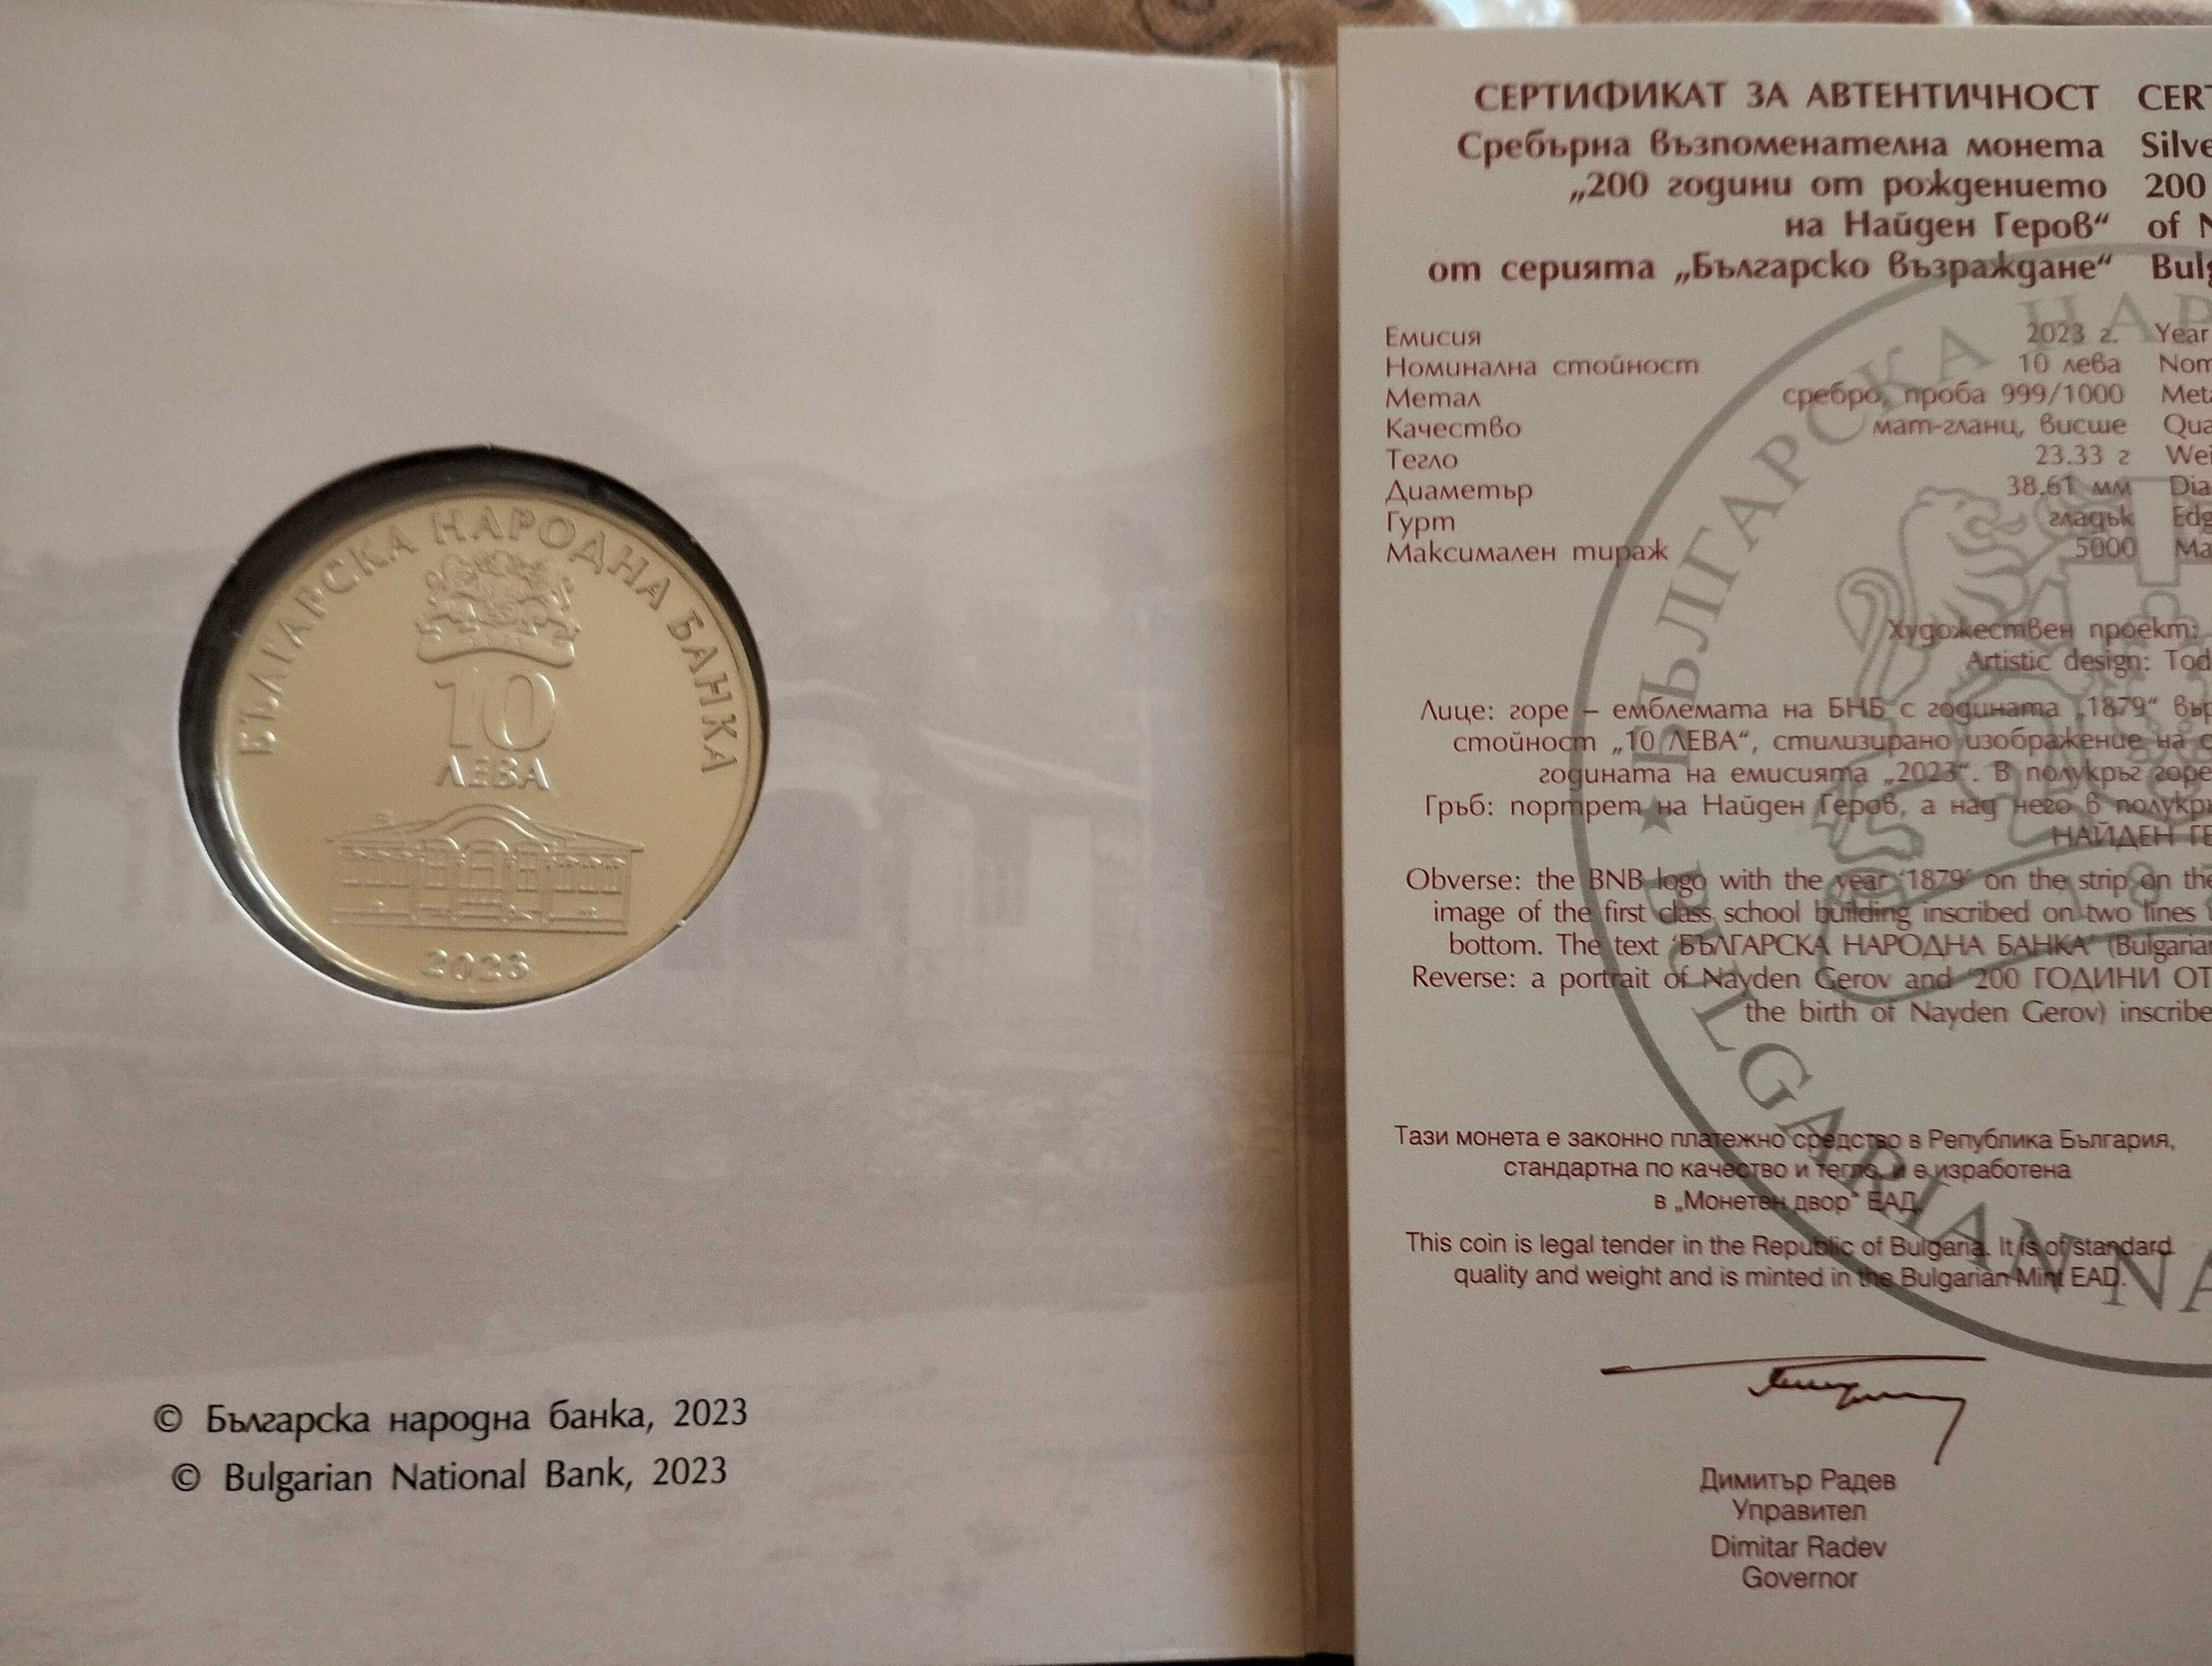 БЪЛГАРСКА НАРОДНА БАНКА
10
ЛЕВА
2023
© Българска народна банка, 2023
© Bulgarian National Bank, 2023
СЕРТИФИКАТ ЗА АВТЕНТИЧНОСТ
Сребърна възпоменателна монета
„200 години от рождението
на Найден Геров“
от серията „Българско възраждане“
Емисия 2023 г.
Номинална стойност 10 лева
Метал сребро, проба 999/1000
Качество мат-гланц, висше
Тегло 23.33 г
Диаметър 38.61 мм
Гурт гладък
Максимален тираж 5000
200
of
Year
Художествен проект:
Artistic design:
Лице: горе – емблемата на БНБ с годината „1879“
стойност „10 ЛЕВА“, стилизирано изображение на
годината на емисията „2023“. В полукръг горе
Гръб: портрет на Найден Геров, а над него в
НАЙДЕН
Obverse: the BNB logo with the year ‘1879’ on the strip on
image of the first class school building inscribed on two lines
bottom. The text ‘БЪЛГАРСКА НАРОДНА БАНКА’
Reverse: a portrait of Nayden Gerov and ‘200 ГОДИНИ ОТ
the birth of Nayden Gerov)
Тази монета е законно платежно средство в Република България,
стандартна по качество и тегло, и е изработена
в „Монетен двор“ ЕАД.
This coin is legal tender in the Republic of Bulgaria. It is of standard
quality and weight and is minted in the Bulgarian Mint EAD.
Димитър Радев
Управител
Dimitar Radev
Governor
БЪЛГАРСКА
BULGARIAN